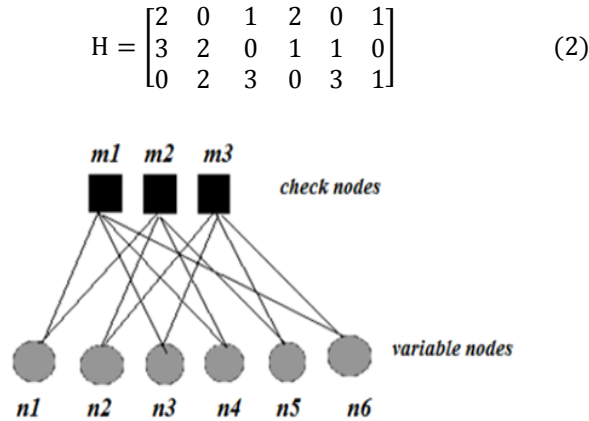 2 0 1 2 0 1
H = [3 2 0 1 1 0] (2)
0 2 3 0 3 1
m1 m2 m3
check nodes
variable nodes
n1 n2 n3 n4 n5 n6